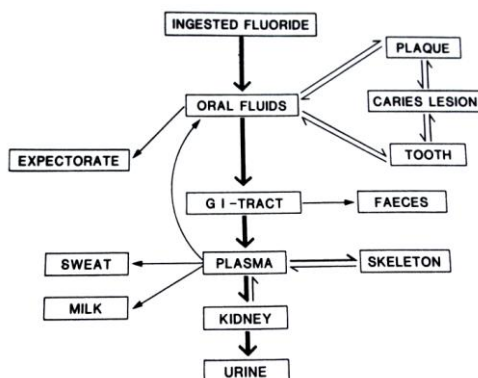 INGESTED FLUORIDE
PLAQUE
ORAL FLUIDS
CARIES LESION
EXPECTORATE
TOOTH
G I-TRACT
FAECES
SWEAT
PLASMA
SKELETON
MILK
KIDNEY
URINE